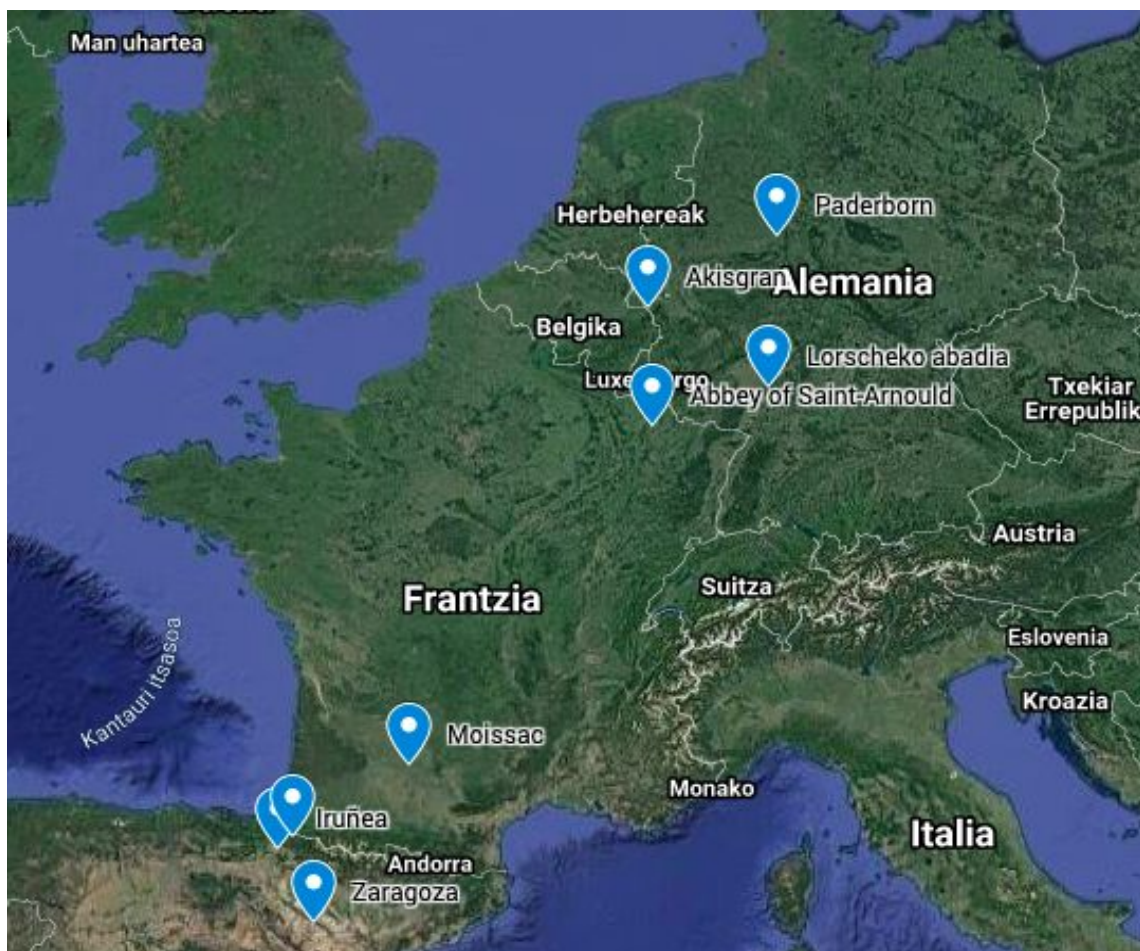 Man uhartea
Paderborn
Herbehereak
Akisgran
Alemania
Belgika
Lorscheko abadia
Abbey of Saint-Arnould
Txekiar
Errepublik
Austria
Suitza
Frantzia
Eslovenia
Kroazia
Kantauri itsasoa
Moissac
Monako
Iruñea
Italia
Andorra
Zaragoza